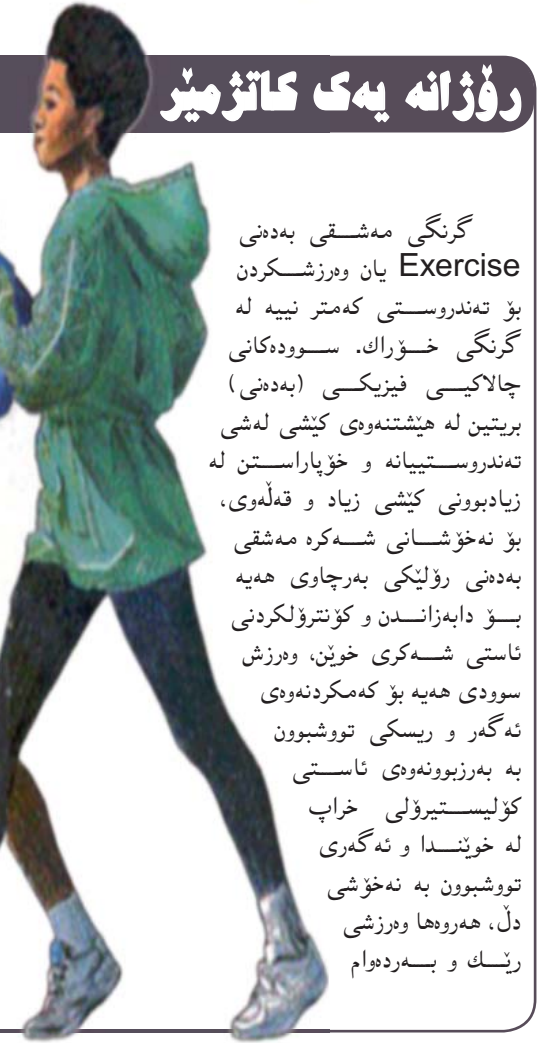 رۆژانە یەک کاتژمێر
گرنگی مەشقی بەدەنی
Exercise یان وەرزشکردن
بۆ تەندروستی کەمتر نییە لە
گرنگی خۆراك. سوودەکانی
چالاکیی فیزیکی (بەدەنی)
بریتین لە هێشتنەوەی کێشی لەشی
تەندروستییانە و خۆپاراستن لە
زیادبوونی کێشی زیاد و قەڵەوی،
بۆ نەخۆشانی شەکرە مەشقی
بەدەنی رۆڵێکی بەرچاوی هەیە
بۆ دابەزاندن و کۆنترۆلکردنی
ئاستی شەکری خوێن، وەرزش
سوودی هەیە بۆ کەمکردنەوەی
ئەگەر و ریسکی تووشبوون
بە بەرزبوونەوەی ئاستی
کۆلیستیرۆلی خراپ
لە خوێندا و ئەگەری
تووشبوون بە نەخۆشی
دڵ، هەروەها وەرزشی
رێك و بەردەوام